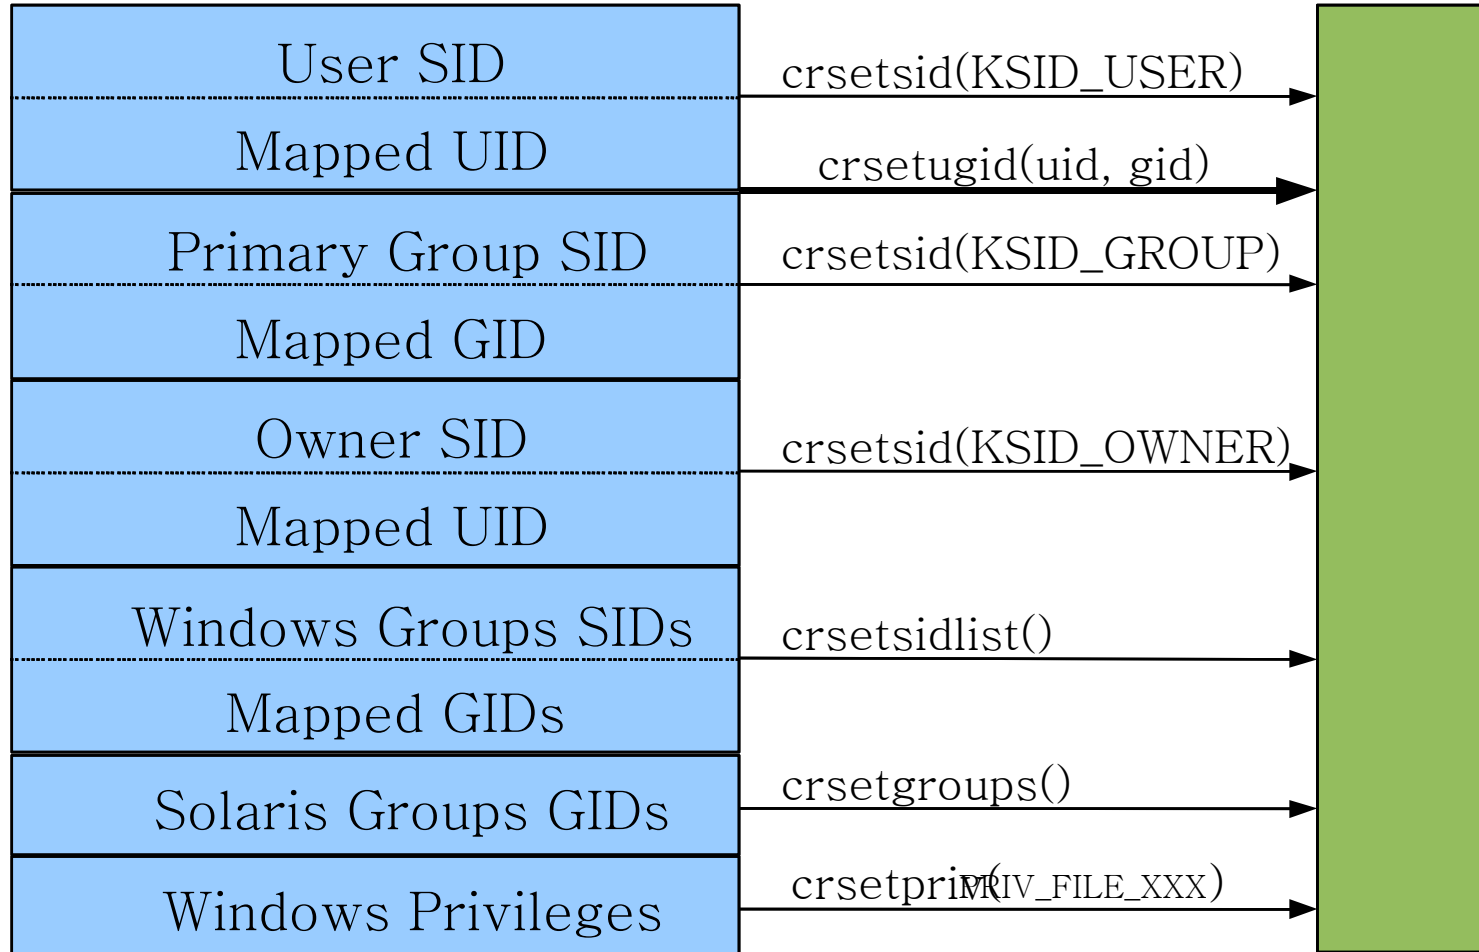 User SID
crsetsid(KSID_USER)
Mapped UID
crsetugid(uid, gid)
Primary Group SID
crsetsid(KSID_GROUP)
Mapped GID
Owner SID
crsetsid(KSID_OWNER)
Mapped UID
Windows Groups SIDs
crsetsidlist()
Mapped GIDs
crsetgroups()
Solaris Groups GIDs
crsetpriv(PRIV_FILE_XXX)
Windows Privileges